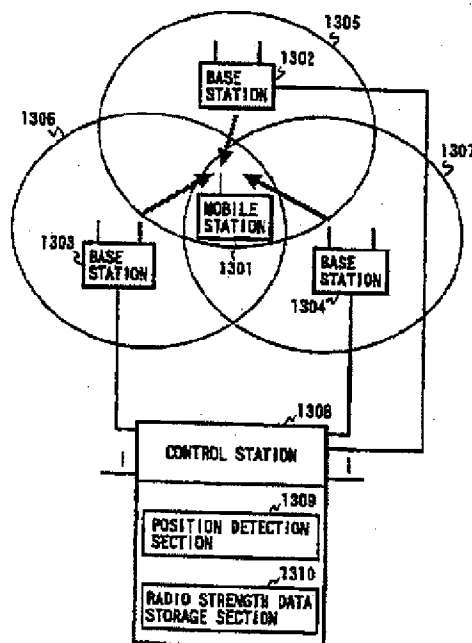 1305
1302
BASE
STATION
1306
1307
MOBILE
STATION
1303
BASE
STATION
1301
BASE
STATION
1304
1308
CONTROL STATION
1309
POSITION DETECTION
SECTION
1310
RADIO STRENGTH DATA
STORAGE SECTION